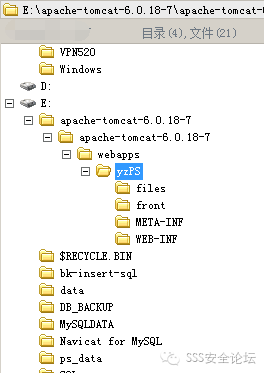 E:\apache-tomcat-6.0.18-7\apache-tomcat-6
目录(4),文件(21)
VPN520
Windows
D:
E:
apache-tomcat-6.0.18-7
apache-tomcat-6.0.18-7
webapps
yzPS
files
front
META-INF
WEB-INF
$RECYCLE.BIN
bk-insert-sql
data
DB_BACKUP
MySQLDATA
Navicat for MySQL
ps_data
SSS安全论坛